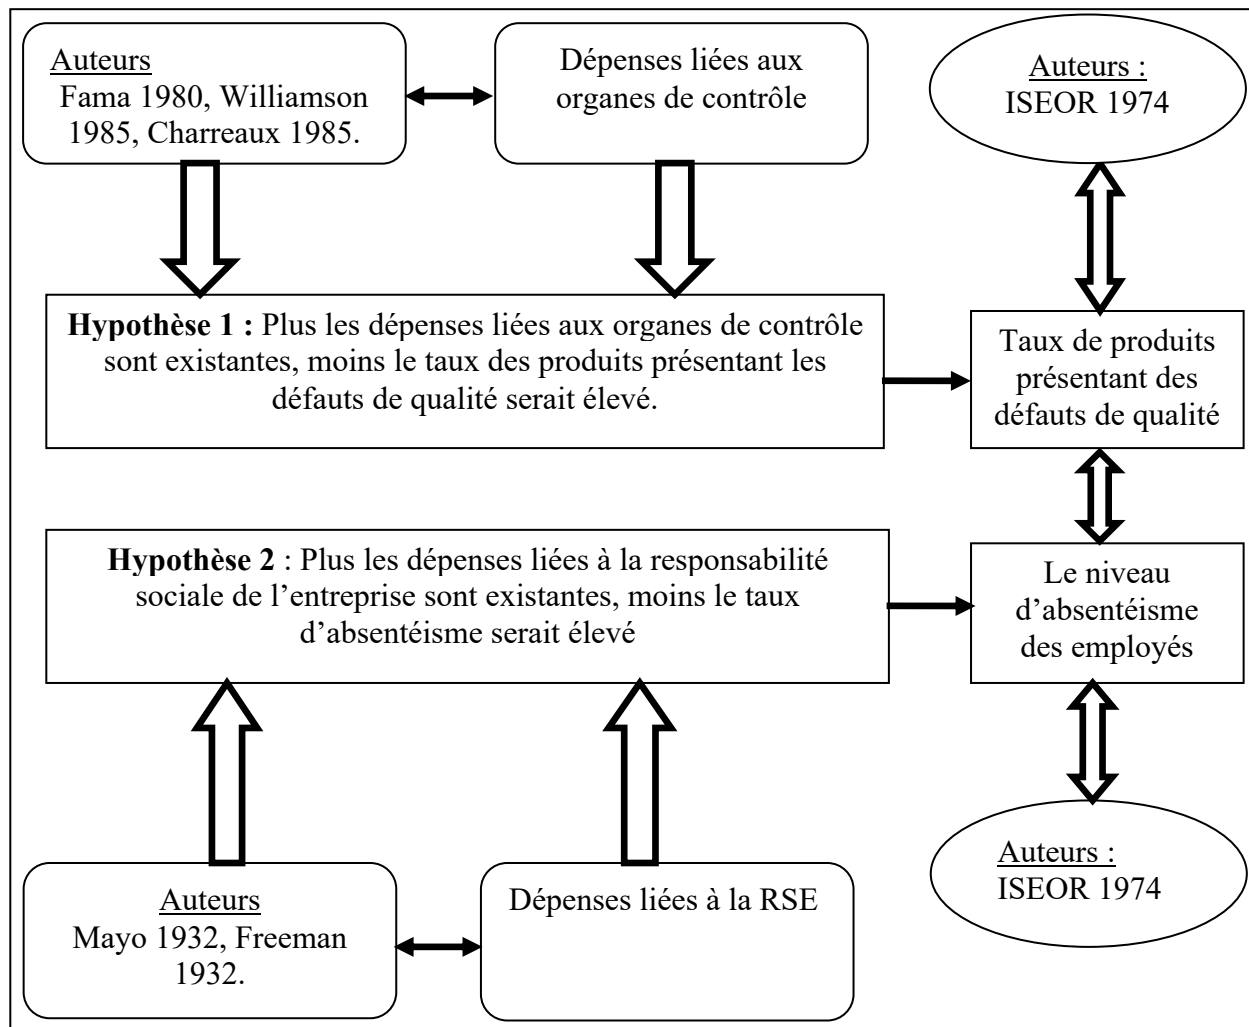 Auteurs
Fama 1980, Williamson
1985, Charreaux 1985.
Dépenses liées aux
organes de contrôle
Auteurs :
ISEOR 1974
Hypothèse 1 : Plus les dépenses liées aux organes de contrôle
sont existantes, moins le taux des produits présentant les
défauts de qualité serait élevé.
Taux de produits
présentant des
défauts de qualité
Hypothèse 2 : Plus les dépenses liées à la responsabilité
sociale de l’entreprise sont existantes, moins le taux
d’absentéisme serait élevé
Le niveau
d’absentéisme
des employés
Auteurs
Mayo 1932, Freeman
1932.
Dépenses liées à la RSE
Auteurs :
ISEOR 1974